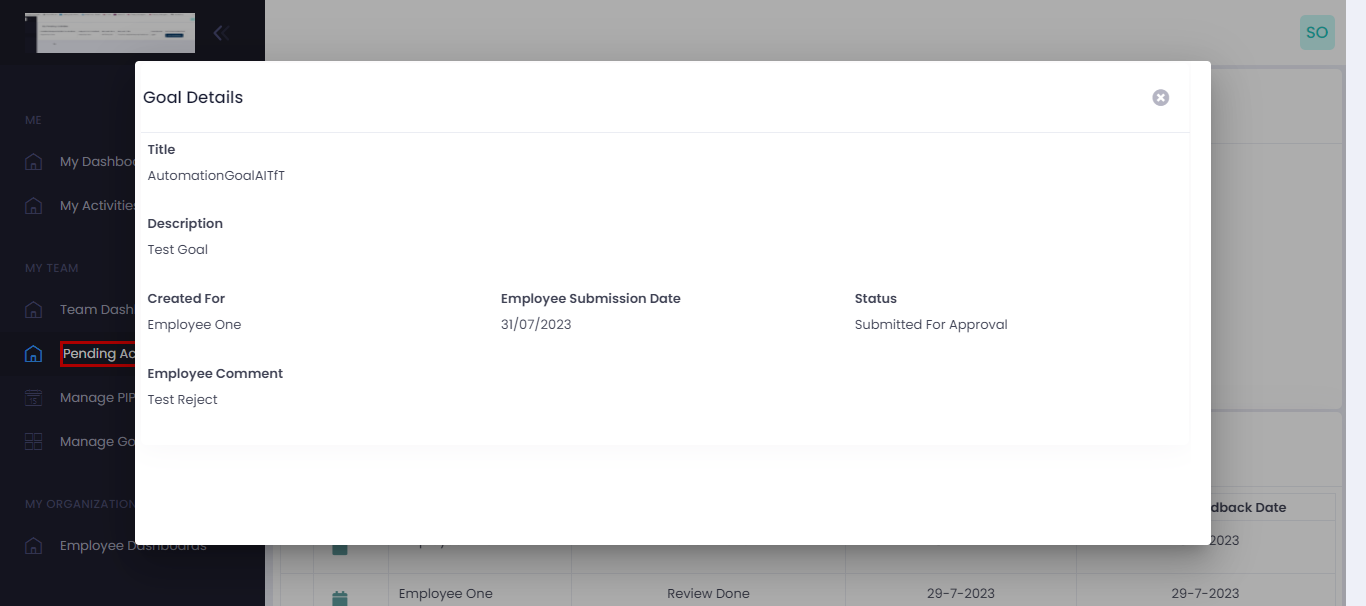 SO
Goal Details
ME
Title
My Dashbo
AutomationGoalAITfT
My Activities
Description
Test Goal
MY TEAM
Created For Employee Submission Date Status
Team Dash
Employee One 31/07/2023 Submitted For Approval
Pending Ac
Employee Comment
Manage PIP
Test Reject
Manage Go
MY ORGANIZATION
dback Date
Employee Dashboards
2023
Employee One Review Done 29-7-2023 29-7-2023